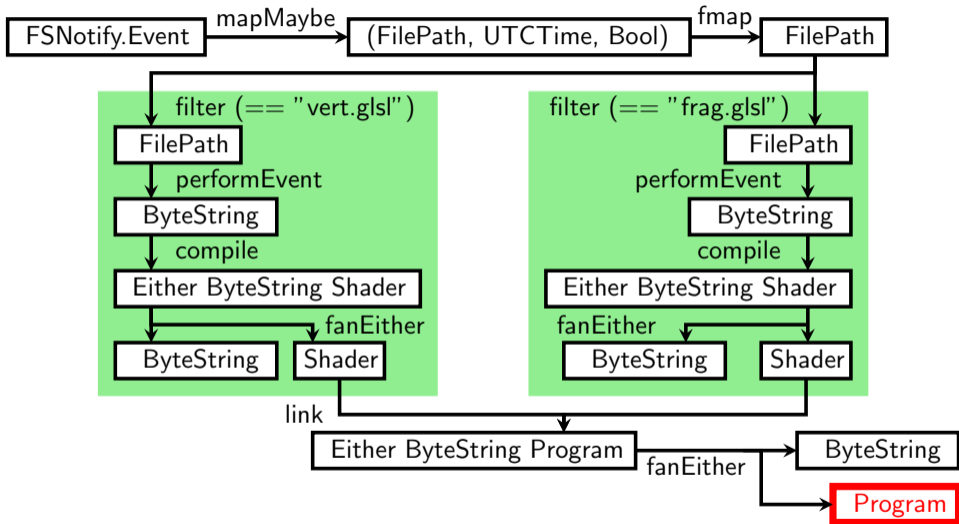 mapMaybe
fmap
FSNotify.Event
(FilePath, UTCTime, Bool)
FilePath
filter (== "vert.glsl")
filter (== "frag.glsl")
FilePath
FilePath
performEvent
performEvent
ByteString
ByteString
compile
compile
Either ByteString Shader
Either ByteString Shader
fanEither
fanEither
ByteString
Shader
ByteString
Shader
link
Either ByteString Program
ByteString
fanEither
Program